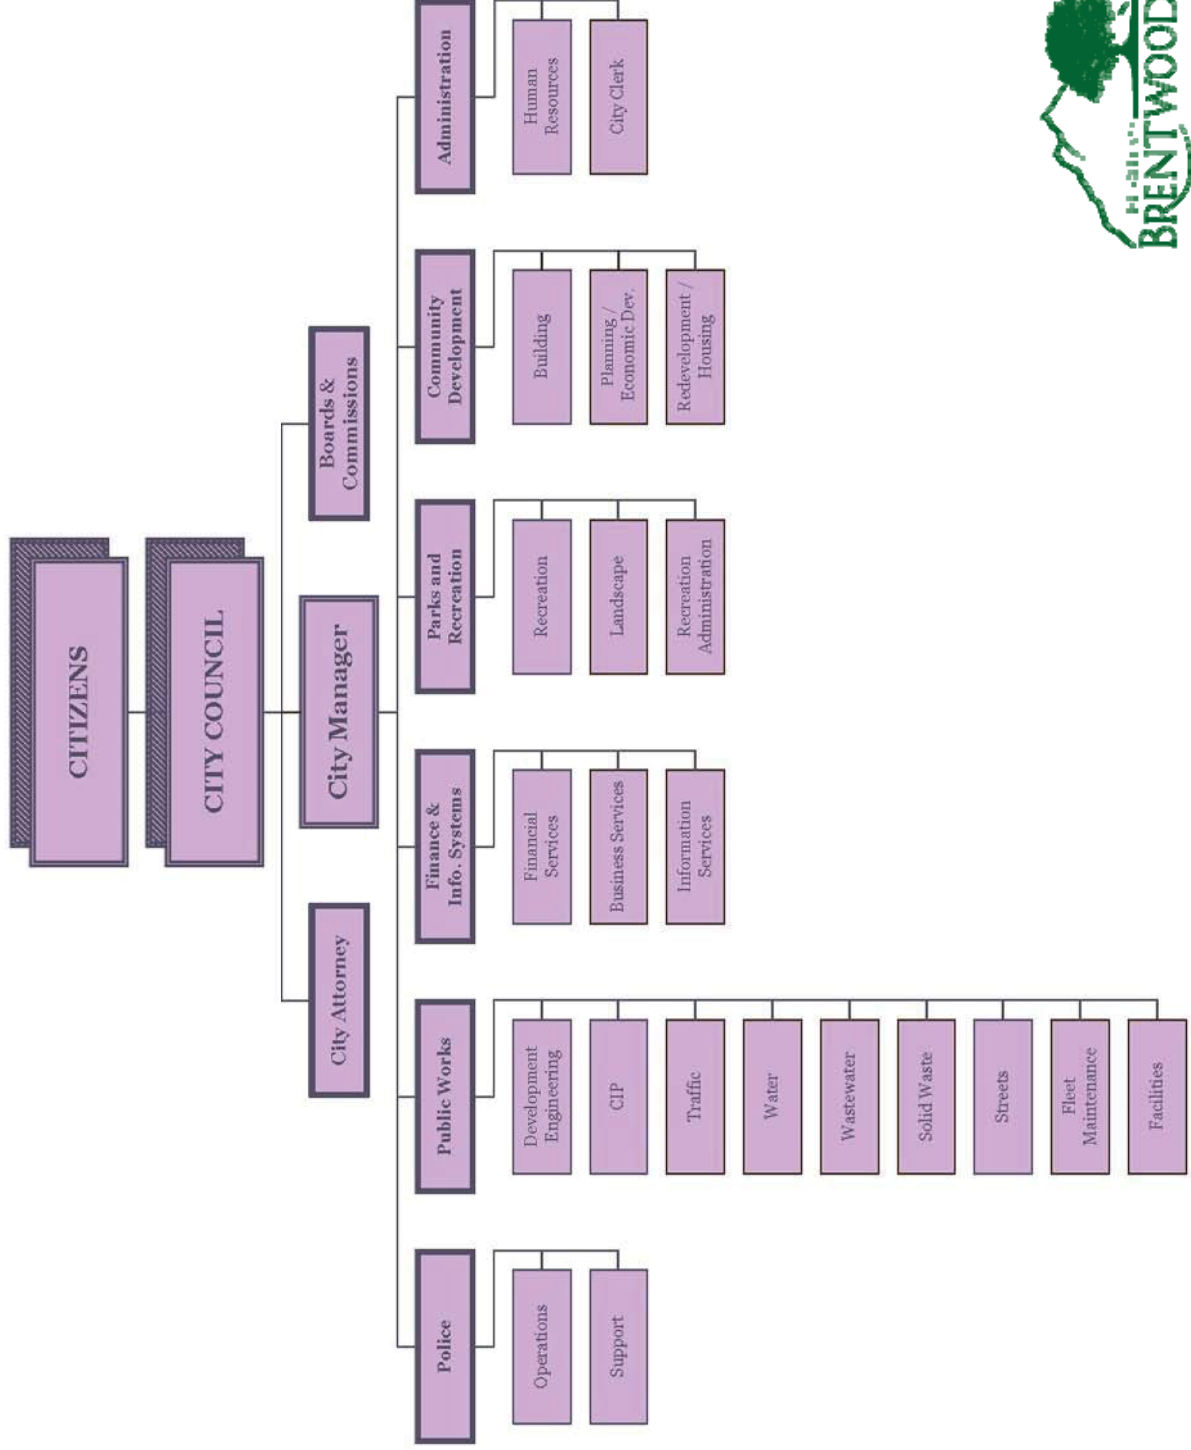 CITIZENS
CITY COUNCIL
City Attorney
City Manager
Boards &
Commissions
Police
Operations
Support
Public Works
Development
Engineering
CIP
Traffic
Water
Wastewater
Solid Waste
Streets
Fleet
Maintenance
Facilities
Finance &
Info. Systems
Financial
Services
Business Services
Information
Services
Parks and
Recreation
Recreation
Landscape
Recreation
Administration
Community
Development
Building
Planning /
Economic Dev.
Redevelopment /
Housing
Administration
Human
Resources
City Clerk
BRENTWOOD